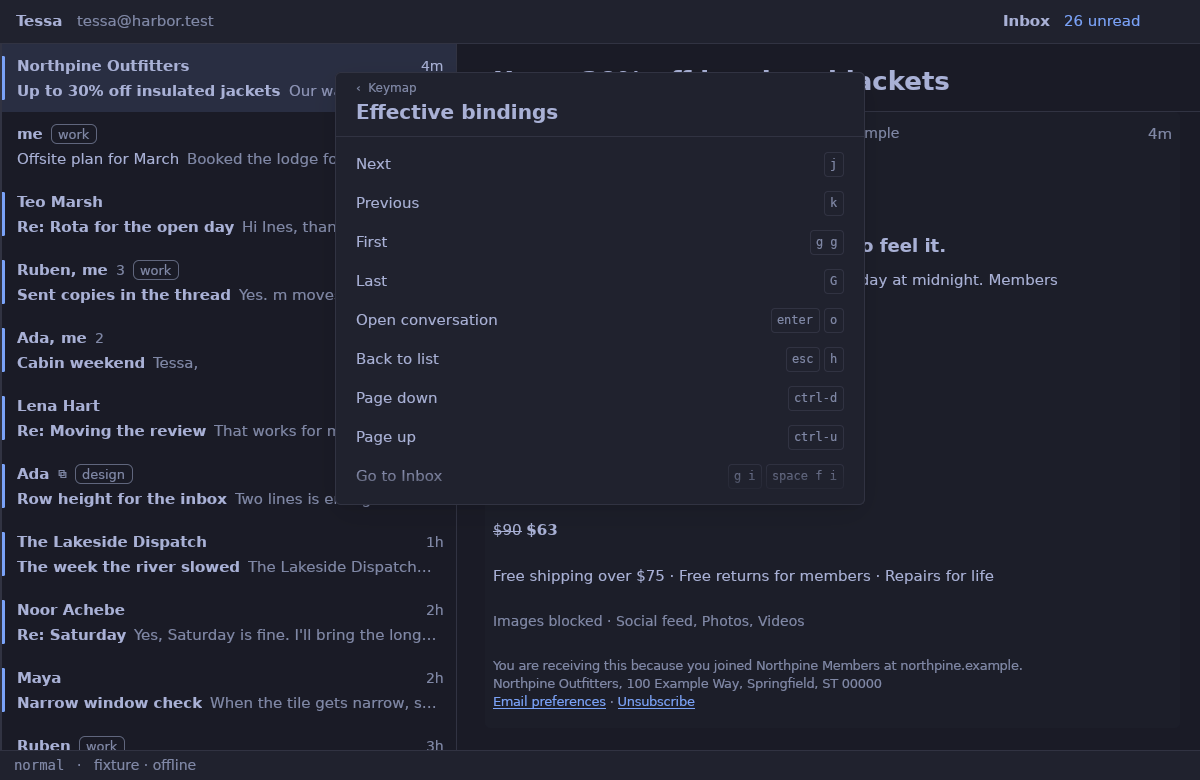 Tessa tessa@harbor.test
Inbox 26 unread
Northpine Outfitters 4m
Up to 30% off insulated jackets Our
me work
Offsite plan for March Booked the lodge
Teo Marsh
Re: Rota for the open day Hi Ines,
Ruben, me 3 work
Sent copies in the thread Yes. m move
Ada, me 2
Cabin weekend Tessa,
Lena Hart
Re: Moving the review That works for
Ada design
Row height for the inbox Two lines is
The Lakeside Dispatch 1h
The week the river slowed The Lakeside Dispatch…
Noor Achebe 2h
Re: Saturday Yes, Saturday is fine. I'll bring the long…
Maya 2h
Narrow window check When the tile gets narrow, s…
Ruben work 3h
‹ Keymap
Effective bindings
Next j
Previous k
First g g
Last G
Open conversation enter o
Back to list esc h
Page down ctrl-d
Page up ctrl-u
Go to Inbox g i space f i
jackets
4m
feel it.
at midnight. Members
$90 $63
Free shipping over $75 · Free returns for members · Repairs for life
Images blocked · Social feed, Photos, Videos
You are receiving this because you joined Northpine Members at northpine.example.
Northpine Outfitters, 100 Example Way, Springfield, ST 00000
Email preferences · Unsubscribe
normal · fixture · offline